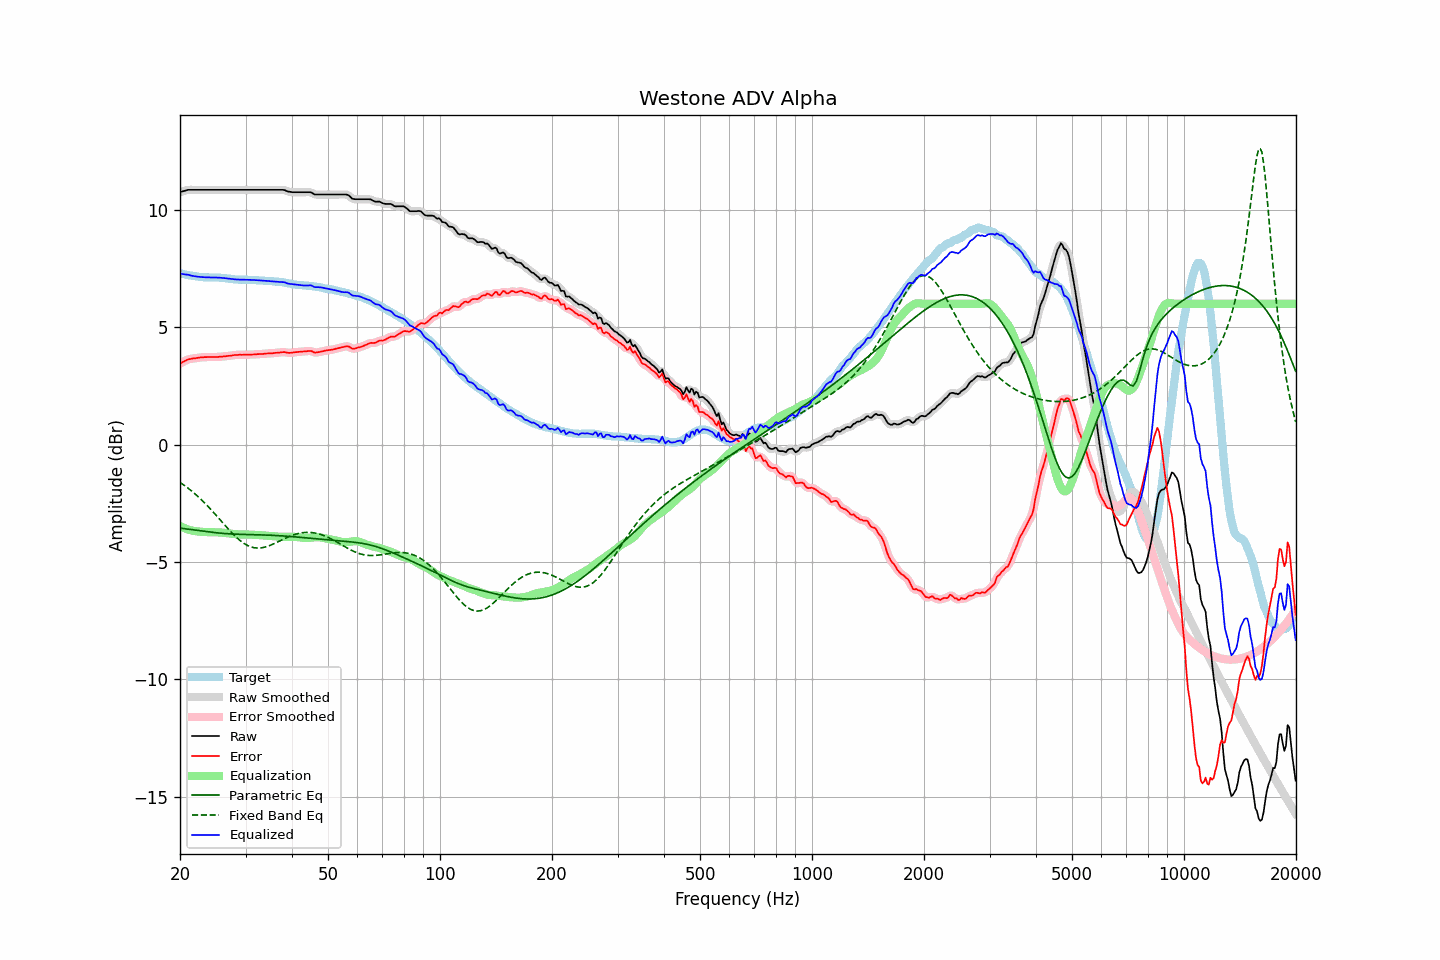 Westone ADV Alpha
Amplitude (dBr)
10
5
0
−5
−10
−15
Target
Raw Smoothed
Error Smoothed
Raw
Error
Equalization
Parametric Eq
Fixed Band Eq
Equalized
20 50 100 200 500 1000 2000 5000 10000 20000
Frequency (Hz)